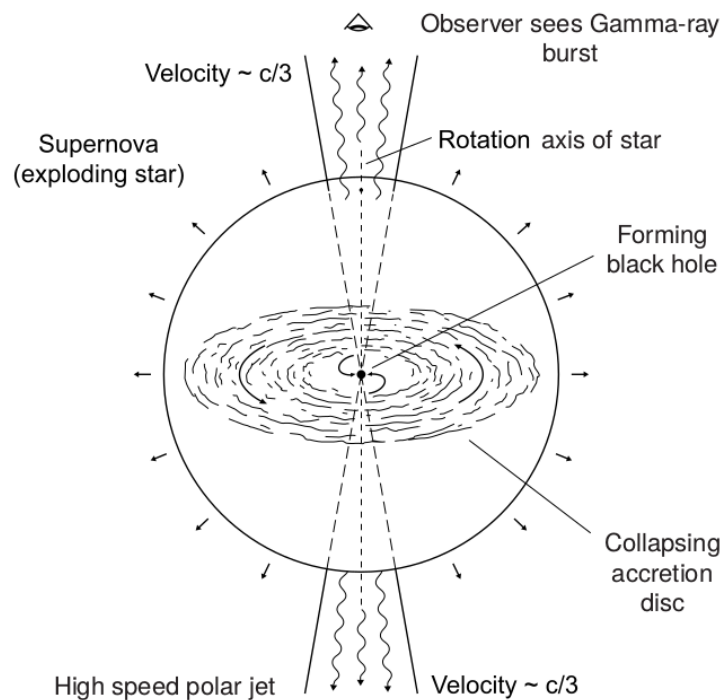 Observer sees Gamma-ray
burst
Velocity ~ c/3
Rotation axis of star
Supernova
(exploding star)
Forming
black hole
Collapsing
accretion
disc
High speed polar jet
Velocity ~ c/3